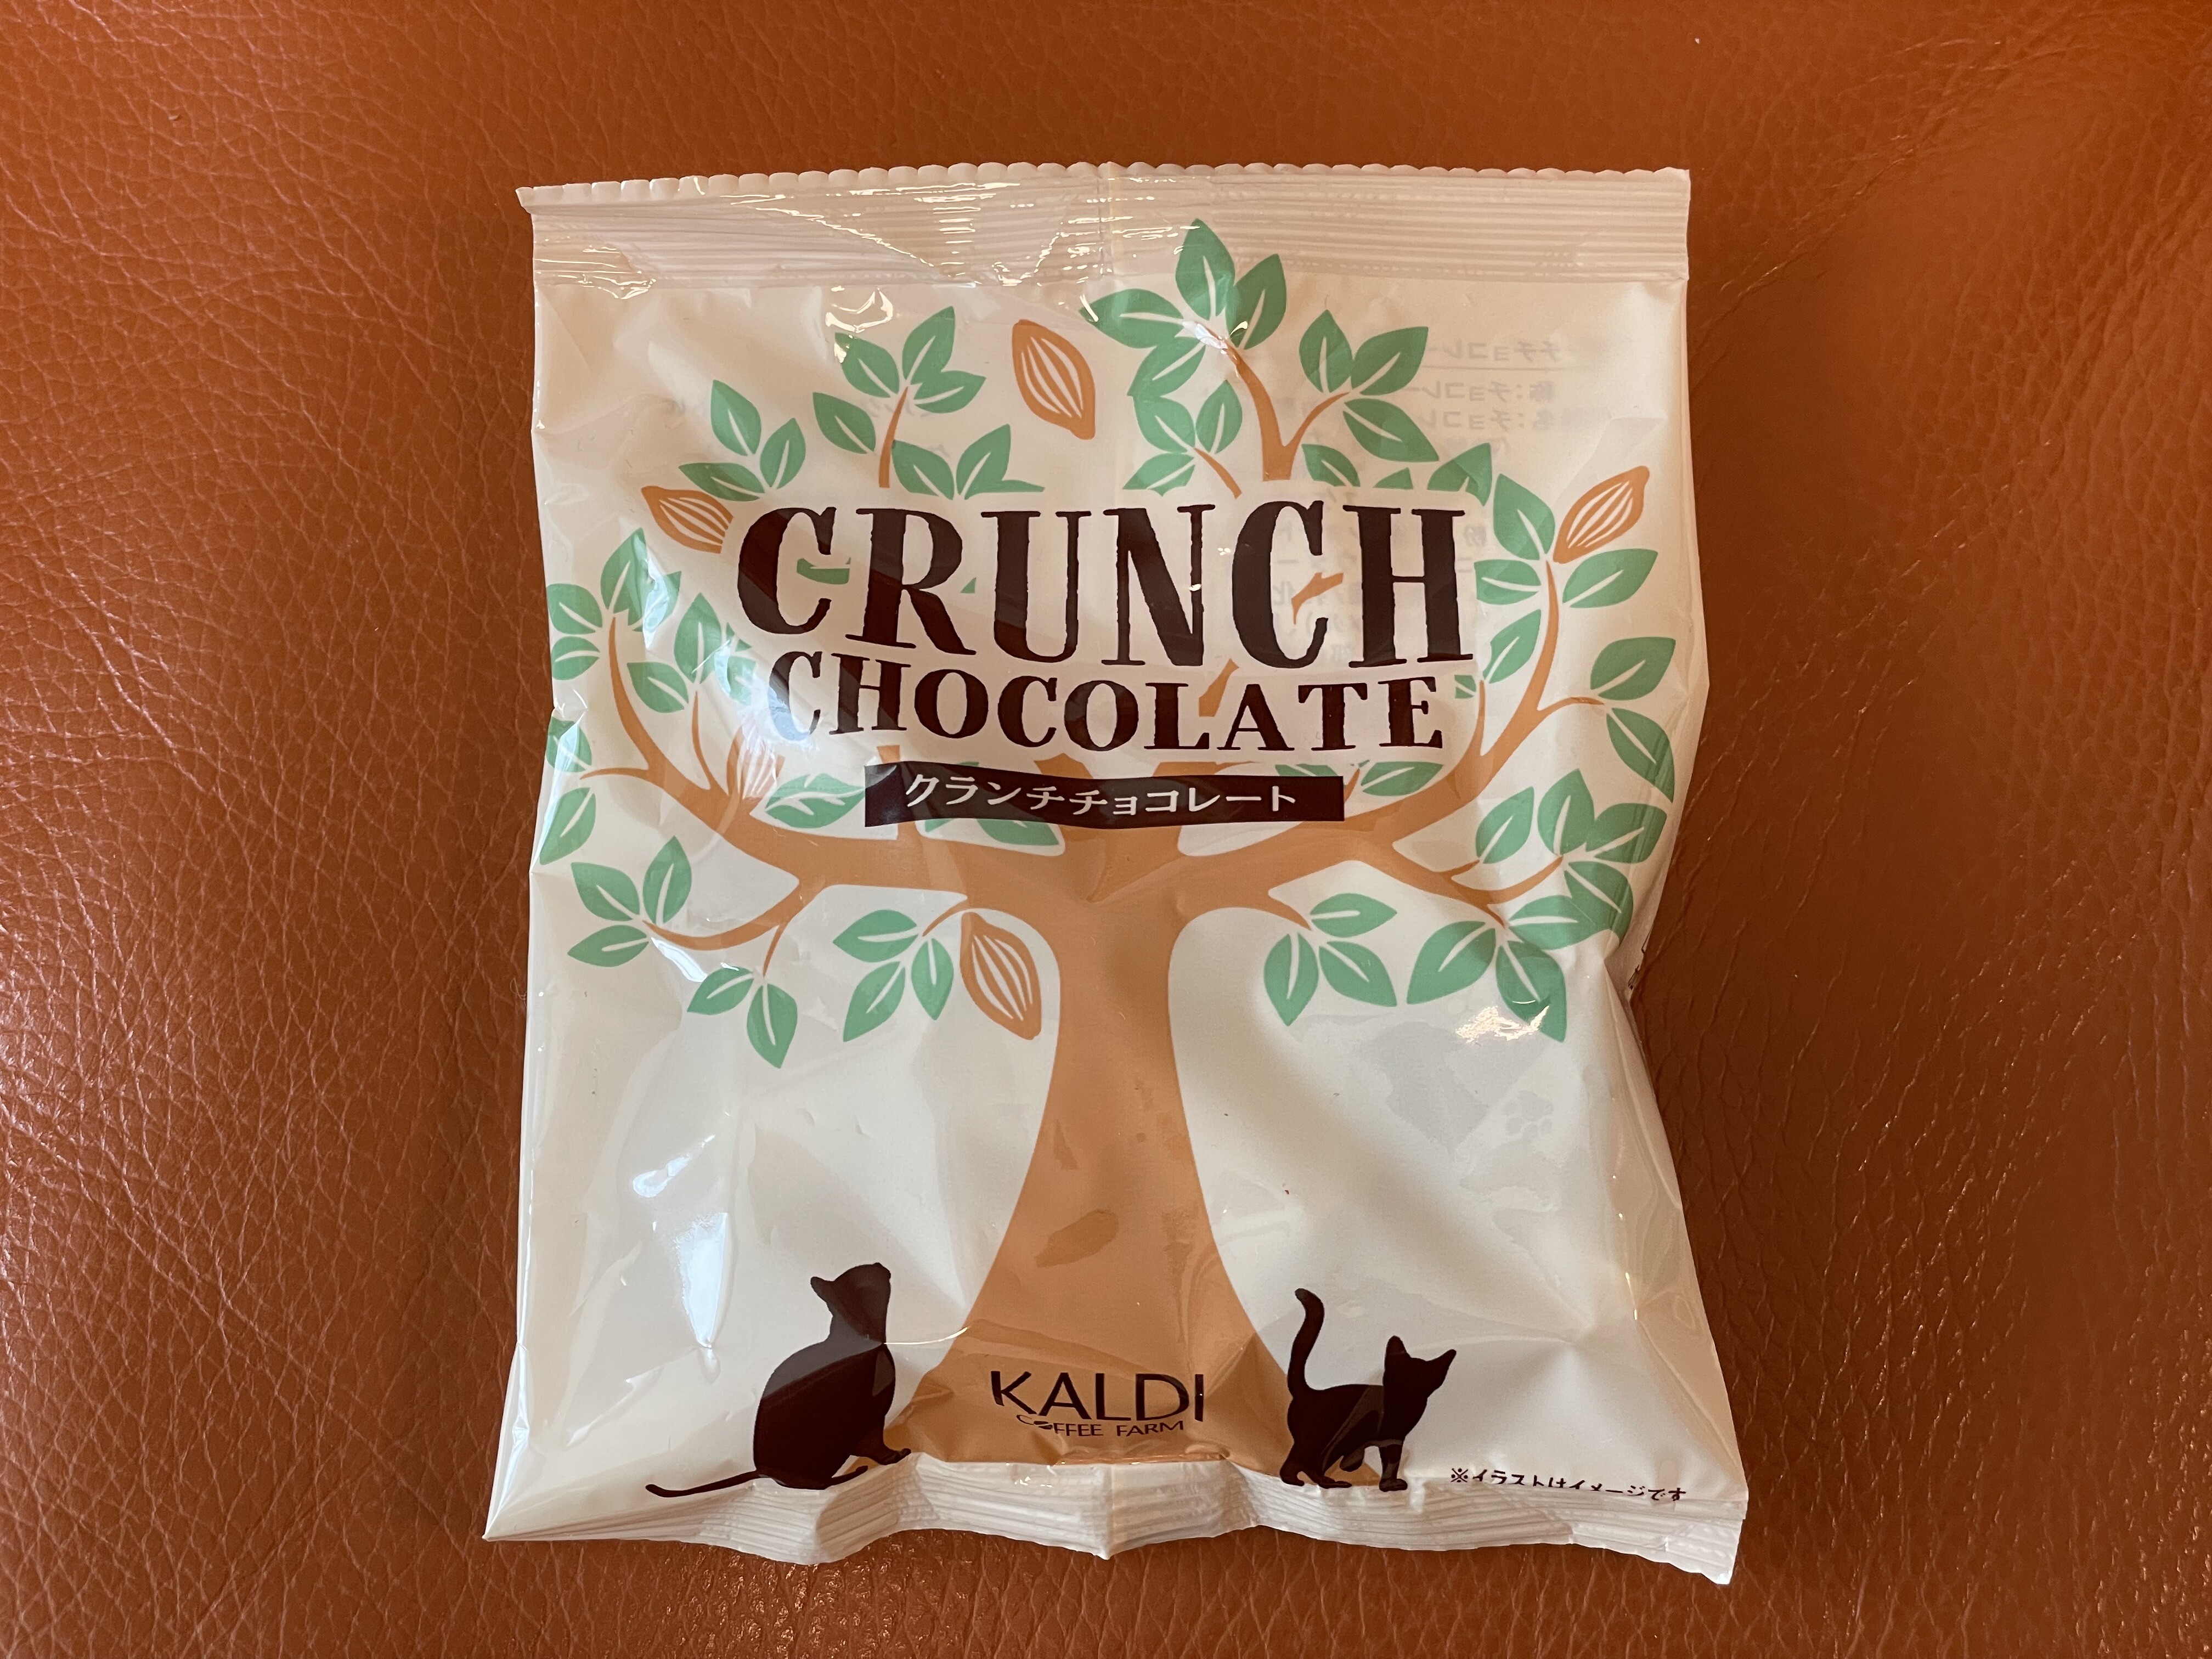 CRUNCH
CHOCOLATE
クランチチョコレート
KALDI
COFFEE FARM
※イラストはイメージです